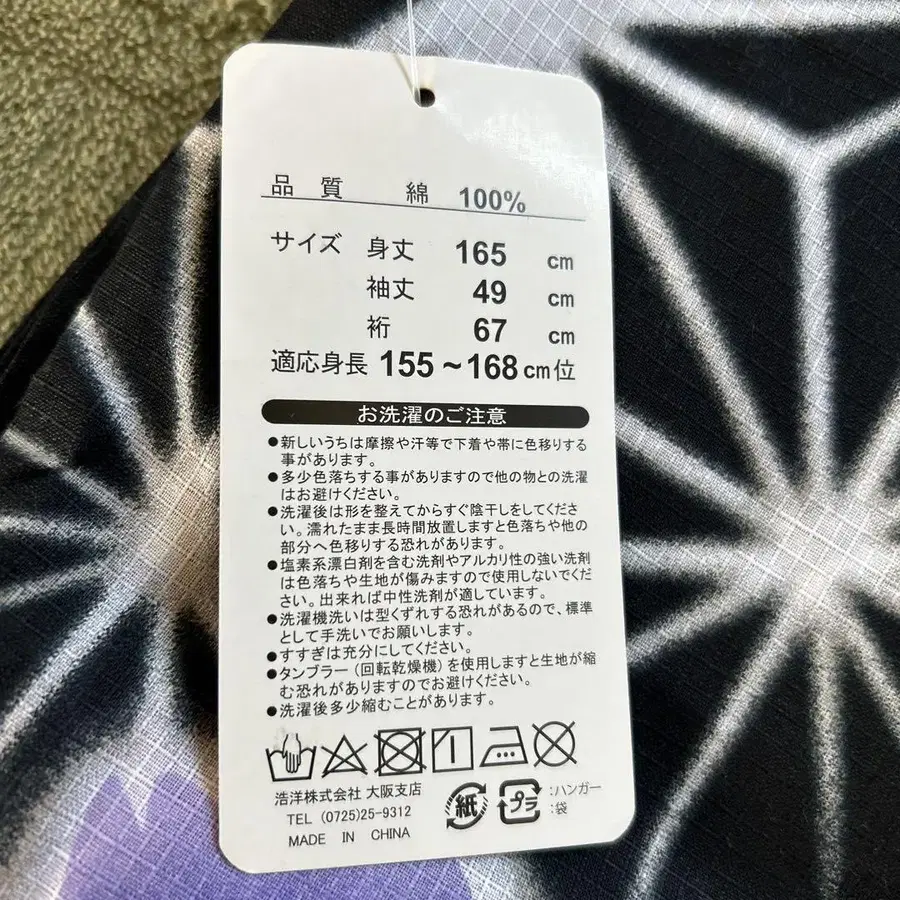 品質 綿 100%
サイズ 身丈 165 cm
袖丈 49 cm
裄 67 cm
適応身長 155~168cm位
お洗濯のご注意
●新しいうちは摩擦や汗等で下着や帯に色移りする
事があります。
●多少色落ちする事がありますので他の物との洗濯
はお避けください。
●洗濯後は形を整えてからすぐ陰干しをしてくださ
い。濡れたまま長時間放置しますと色落ちや他の
部分へ色移りする恐れがあります。
●塩素系漂白剤を含む洗剤やアルカリ性の強い洗剤
は色落ちや生地が傷みますので使用しないでくだ
さい。出来れば中性洗剤が適しています。
●洗濯機洗いは型くずれする恐れがあるので、標準
として手洗いでお願いします。
●すすぎは充分にしてください。
●タンブラー(回転乾燥機)を使用しますと生地が縮
む恐れがありますのでお避けください。
●洗濯後多少縮むことがあります。
浩洋株式会社 大阪支店
TEL (0725)25-9312
MADE IN CHINA
紙
プラ
:ハンガー
:袋